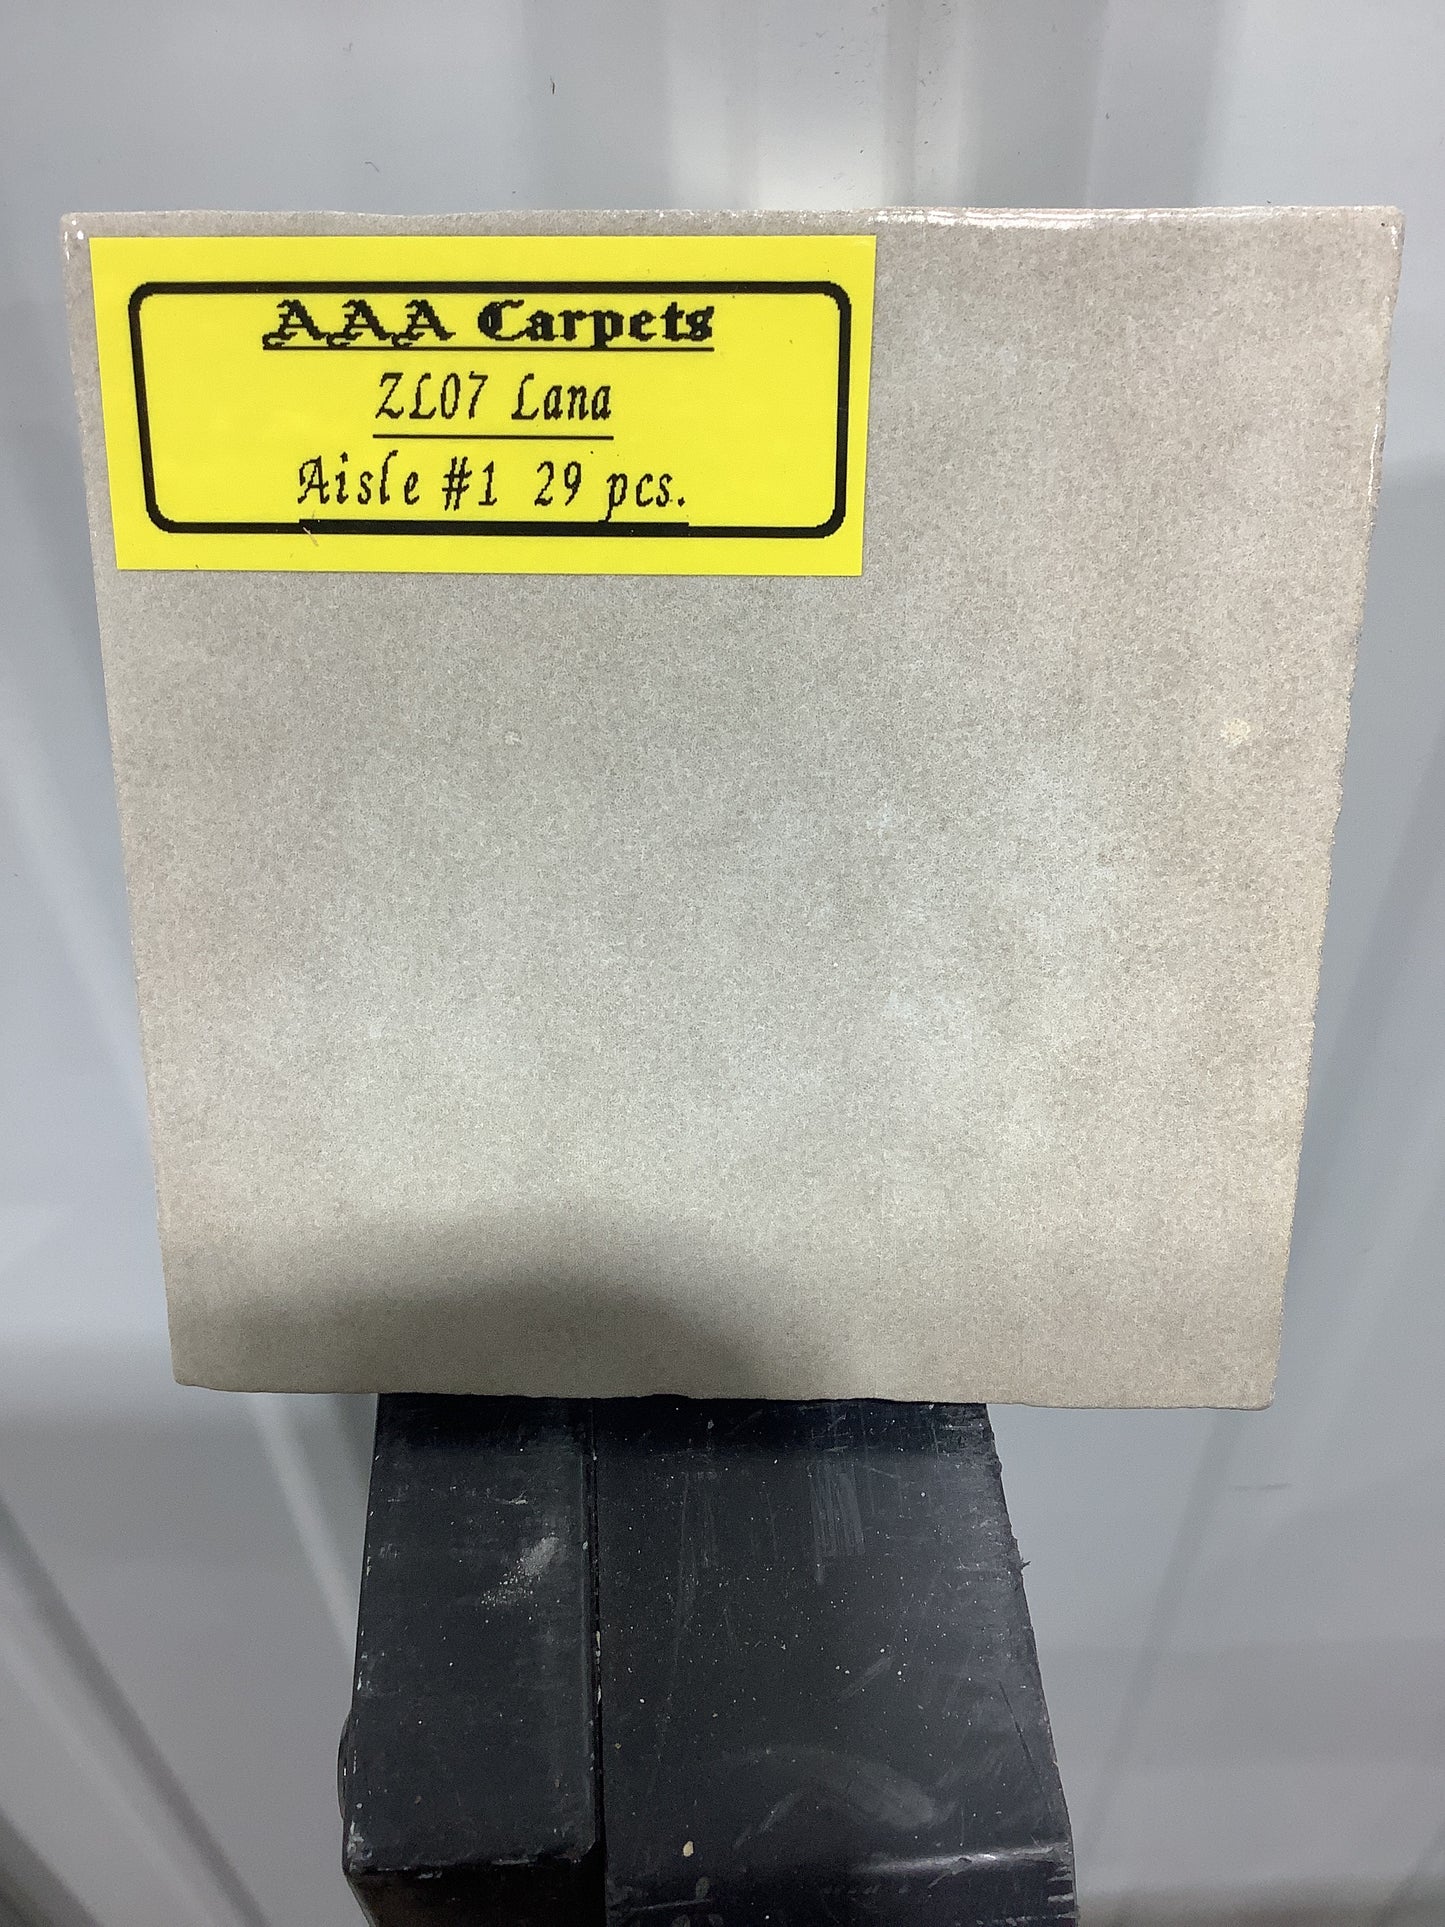 AAA Carpets
ZL07 Lana
Aisle #1 29 pcs.